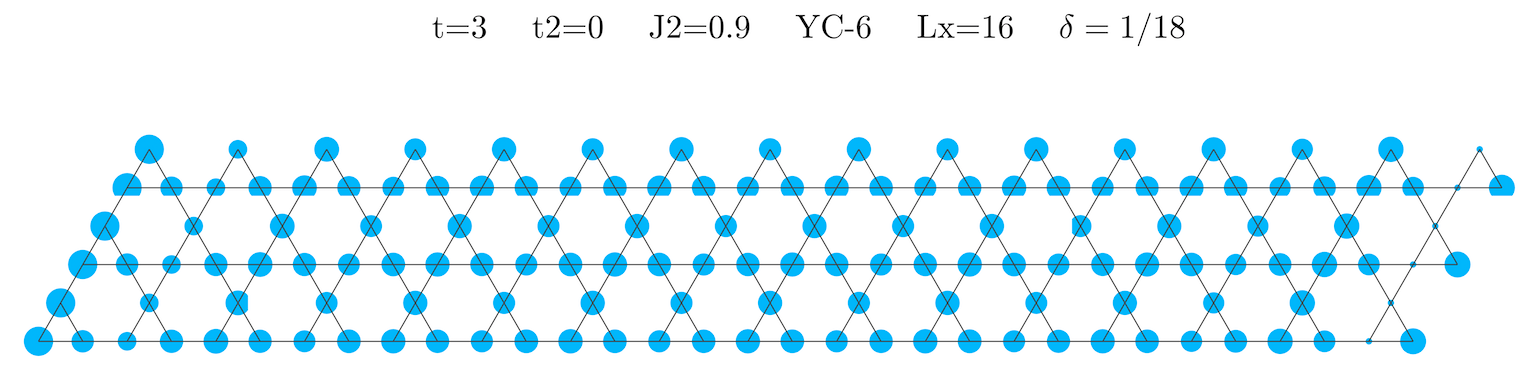 t=3 t2=0 J2=0.9 YC-6 Lx=16 δ = 1/18